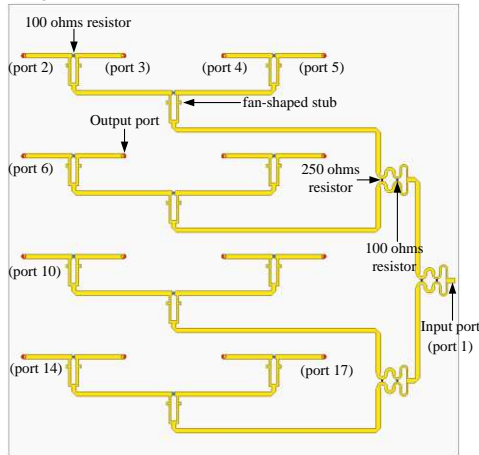 100 ohms resistor
(port 2)
(port 3)
(port 4)
(port 5)
fan-shaped stub
Output port
(port 6)
250 ohms
resistor
100 ohms
resistor
(port 10)
Input port
(port 1)
(port 14)
(port 17)